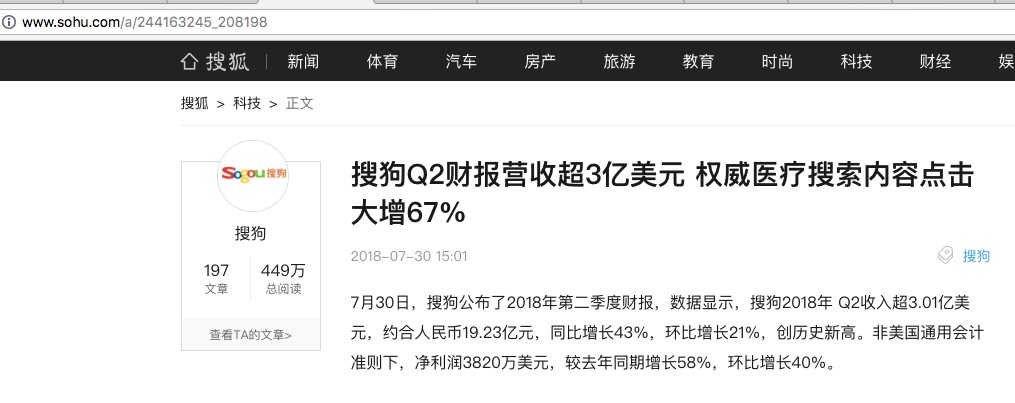 www.sohu.com/a/244163245_208198
搜狐 新闻 体育 汽车 房产 旅游 教育 时尚 科技 财经 娱
搜狐 > 科技 > 正文
Sogou搜狗
搜狗
197 449万
文章 总阅读
查看TA的文章>
搜狗Q2财报营收超3亿美元 权威医疗搜索内容点击
大增67%
2018-07-30 15:01 搜狗
7月30日，搜狗公布了2018年第二季度财报，数据显示，搜狗2018年 Q2收入超3.01亿美
元，约合人民币19.23亿元，同比增长43%，环比增长21%，创历史新高。非美国通用会计
准则下，净利润3820万美元，较去年同期增长58%，环比增长40%。